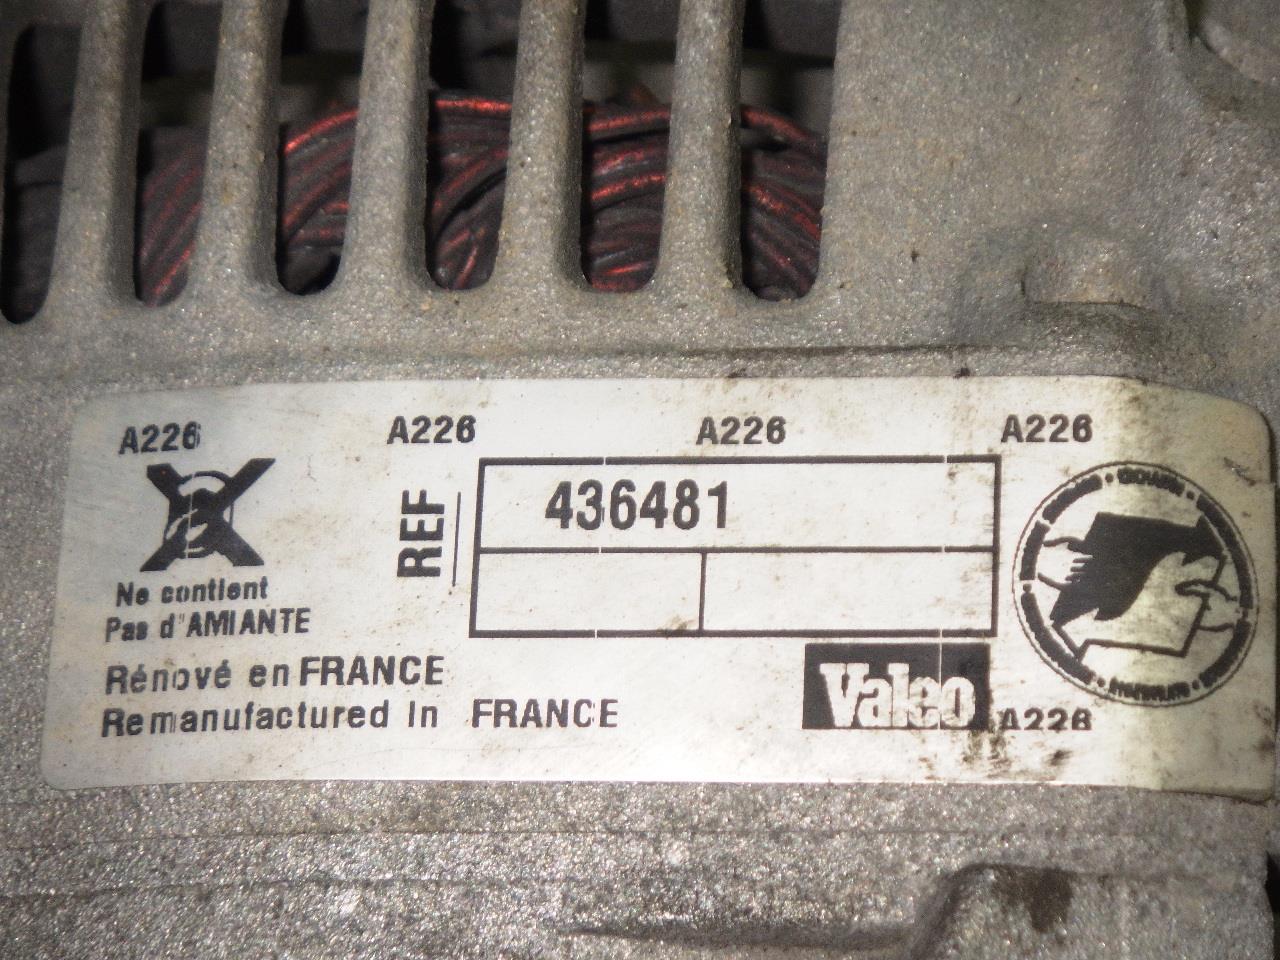 A226 A226 A226 A226
REF 436481
Ne contient
Pas d'AMIANTE
Rénové en FRANCE
Remanufactured in FRANCE
Valeo A226